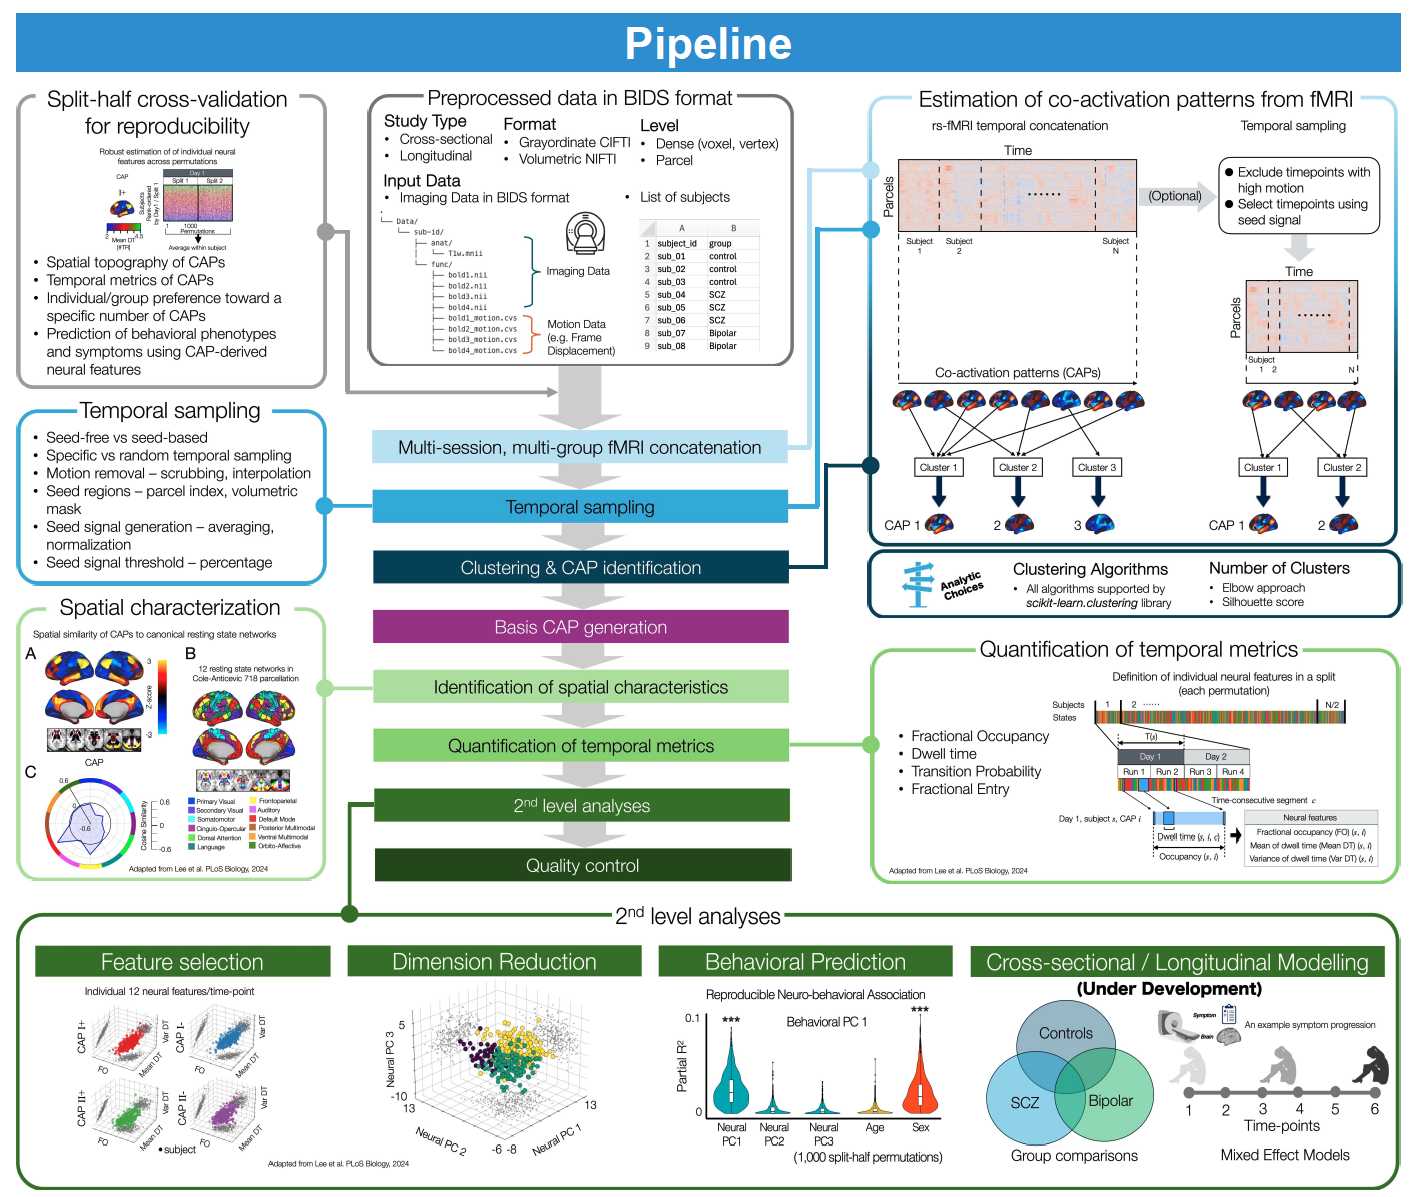 Pipeline
Split-half cross-validation
for reproducibility
Robust estimation of of individual neural
features across permutations
CAP
I+
Day 1
Split 1
Split 2
Subjects
Rank-ordered
by Day1 / Split 1
2
4.5
Mean DT
[#TR]
1
1000
Permutations
Average within subject
• Spatial topography of CAPs
• Temporal metrics of CAPs
• Individual/group preference toward a
specific number of CAPs
• Prediction of behavioral phenotypes
and symptoms using CAP-derived
neural features
Preprocessed data in BIDS format
Study Type
• Cross-sectional
• Longitudinal
Format
• Grayordinate CIFTI
• Volumetric NIFTI
Level
• Dense (voxel, vertex)
• Parcel
Input Data
• Imaging Data in BIDS format
• List of subjects
Data/
sub-id/
anat/
T1w.mnii
func/
bold1.nii
bold2.nii
bold3.nii
bold4.nii
bold1_motion.cvs
bold2_motion.cvs
bold3_motion.cvs
bold4_motion.cvs
Imaging Data
Motion Data
(e.g. Frame
Displacement)
A B
1 subject_id group
2 sub_01 control
3 sub_02 control
4 sub_03 control
5 sub_04 SCZ
6 sub_05 SCZ
7 sub_06 SCZ
8 sub_07 Bipolar
9 sub_08 Bipolar
Estimation of co-activation patterns from fMRI
rs-fMRI temporal concatenation
Time
Parcels
Subject
1
Subject
2
Subject
N
(Optional)
Temporal sampling
● Exclude timepoints with
high motion
● Select timepoints using
seed signal
Time
Parcels
Subject
1 2 N
Co-activation patterns (CAPs)
Cluster 1
Cluster 2
Cluster 3
Cluster 1
Cluster 2
CAP 1
2
3
CAP 1
2
Analytic
Choices
Clustering Algorithms
• All algorithms supported by
scikit-learn.clustering library
Number of Clusters
• Elbow approach
• Silhouette score
Temporal sampling
• Seed-free vs seed-based
• Specific vs random temporal sampling
• Motion removal – scrubbing, interpolation
• Seed regions – parcel index, volumetric
mask
• Seed signal generation – averaging,
normalization
• Seed signal threshold – percentage
Multi-session, multi-group fMRI concatenation
Temporal sampling
Clustering & CAP identification
Basis CAP generation
Identification of spatial characteristics
Quantification of temporal metrics
2nd level analyses
Quality control
Spatial characterization
Spatial similarity of CAPs to canonical resting state networks
A
3
Z-score
-3
B
12 resting state networks in
Cole-Anticevic 718 parcellation
C
CAP
0.6
0
-0.6
0.6
0
-0.6
Cosine Similarity
Primary Visual
Secondary Visual
Somatomotor
Cingulo-Opercular
Dorsal Attention
Language
Frontoparietal
Auditory
Default Mode
Posterior Multimodal
Ventral Multimodal
Orbito-Affective
Adapted from Lee et al. PLoS Biology, 2024
Quantification of temporal metrics
• Fractional Occupancy
• Dwell time
• Transition Probability
• Fractional Entry
Definition of individual neural features in a split
(each permutation)
Subjects 1 2 ...... N/2
States
T(s)
Day 1
Day 2
Run 1
Run 2
Run 3
Run 4
Time-consecutive segment c
Day 1, subject s, CAP i
Dwell time (s, i, c)
Occupancy (s, i)
Neural features
Fractional occupancy (FO) (s, i)
Mean of dwell time (Mean DT) (s, i)
Variance of dwell time (Var DT) (s, i)
Adapted from Lee et al. PLoS Biology, 2024
2nd level analyses
Feature selection
Individual 12 neural features/time-point
CAP I+
FO
Mean DT
Var DT
CAP I-
FO
Mean DT
Var DT
CAP II+
FO
Mean DT
Var DT
CAP II-
FO
Mean DT
Var DT
• subject
Adapted from Lee et al. PLoS Biology, 2024
Dimension Reduction
Neural PC 3
5
-10
13
Neural PC 2
-6
-8
Neural PC 1
13
Behavioral Prediction
Reproducible Neuro-behavioral Association
Behavioral PC 1
Partial R2
0.1
0
***
***
Neural
PC1
Neural
PC2
Neural
PC3
Age
Sex
(1,000 split-half permutations)
Cross-sectional / Longitudinal Modelling
(Under Development)
Controls
SCZ
Bipolar
Group comparisons
Symptom
Brain
An example symptom progression
1 2 3 4 5 6
Time-points
Mixed Effect Models